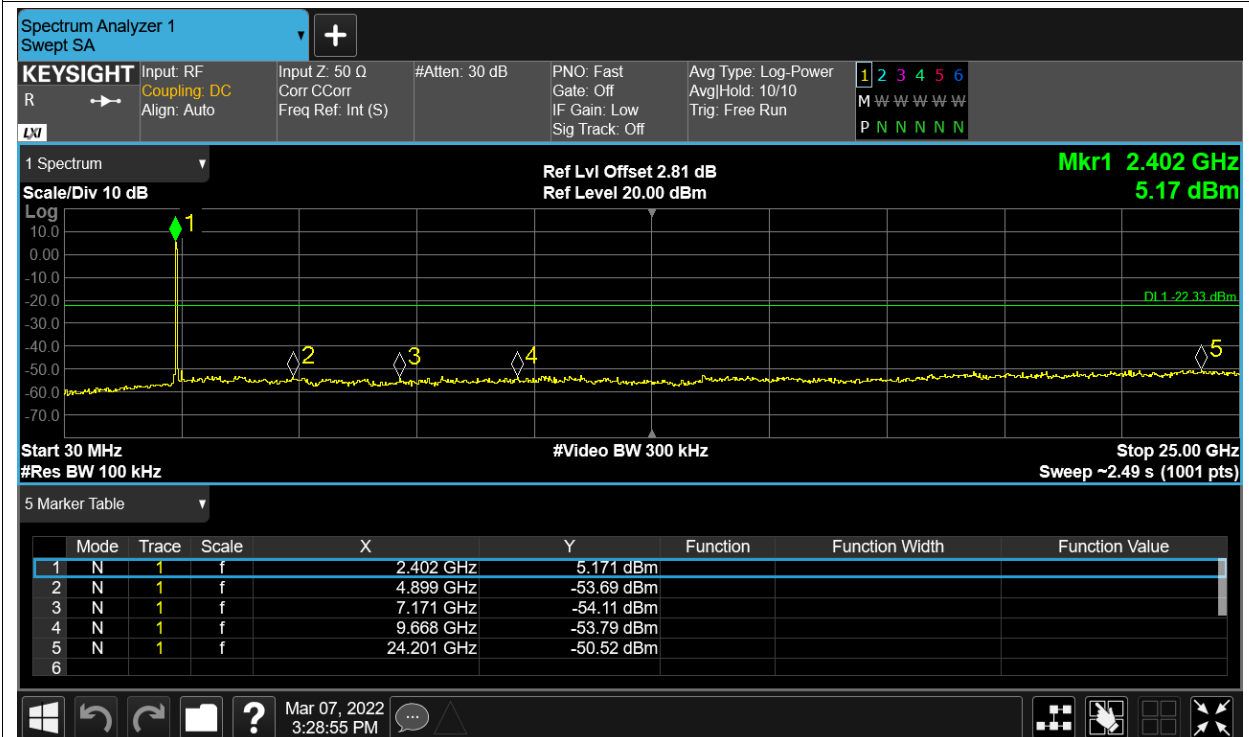 Spectrum Analyzer 1
Swept SA
+
KEYSIGHT
R
LXI
Input: RF
Coupling: DC
Align: Auto
Input Z: 50 Ω
Corr CCorr
Freq Ref: Int (S)
#Atten: 30 dB
PNO: Fast
Gate: Off
IF Gain: Low
Sig Track: Off
Avg Type: Log-Power
Avg|Hold: 10/10
Trig: Free Run
1 2 3 4 5 6
M W W W W W
P N N N N N
1 Spectrum
Scale/Div 10 dB
Ref Lvl Offset 2.81 dB
Ref Level 20.00 dBm
Mkr1 2.402 GHz
5.17 dBm
Log
10.0
0.00
-10.0
-20.0
-30.0
-40.0
-50.0
-60.0
-70.0
1
2
3
4
5
DL1 -22.33 dBm
Start 30 MHz
#Res BW 100 kHz
#Video BW 300 kHz
Stop 25.00 GHz
Sweep ~2.49 s (1001 pts)
5 Marker Table
Mode Trace Scale X Y Function Function Width Function Value
1 N 1 f 2.402 GHz 5.171 dBm
2 N 1 f 4.899 GHz -53.69 dBm
3 N 1 f 7.171 GHz -54.11 dBm
4 N 1 f 9.668 GHz -53.79 dBm
5 N 1 f 24.201 GHz -50.52 dBm
6
?
Mar 07, 2022
3:28:55 PM